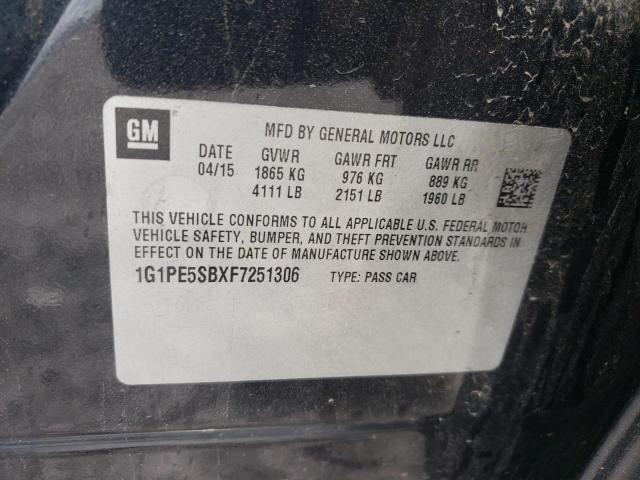 GM
MFD BY GENERAL MOTORS LLC
DATE GVWR GAWR FRT GAWR RR
04/15 1865 KG 976 KG 889 KG
4111 LB 2151 LB 1960 LB
THIS VEHICLE CONFORMS TO ALL APPLICABLE U.S. FEDERAL MOTOR
VEHICLE SAFETY, BUMPER, AND THEFT PREVENTION STANDARDS IN
EFFECT ON THE DATE OF MANUFACTURE SHOWN ABOVE.
1G1PE5SBXF7251306 TYPE: PASS CAR